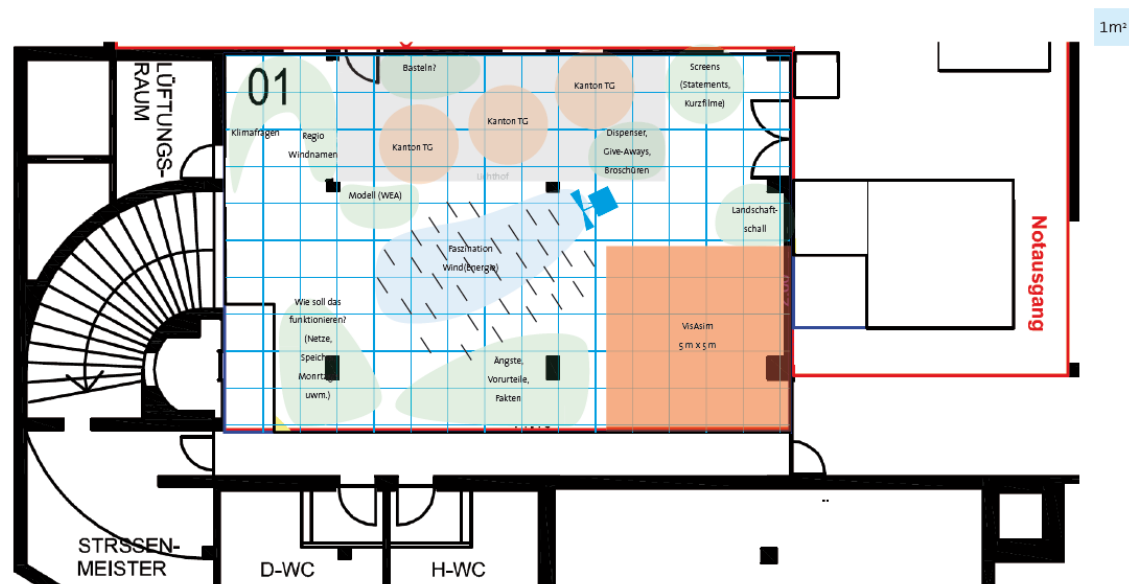 1m²
01
LÜFTUNGS-
RAUM
Basteln?
Kanton TG
Kanton TG
Kanton TG
Screens
(Statements,
Kurzfilme)
Klimafragen
Regio
Windnamen
Dispenser,
Give-Aways,
Broschüren
Lichthof
Modell (WEA)
Landschaft-
schall
Faszination
Wind(Energie)
Notausgang
Wie soll das
funktionieren?
(Netze,
uwm.)
VisAsim
5 m x 5 m
Ängste,
Vorurteile,
Fakten
STRSSEN-
MEISTER
D-WC
H-WC